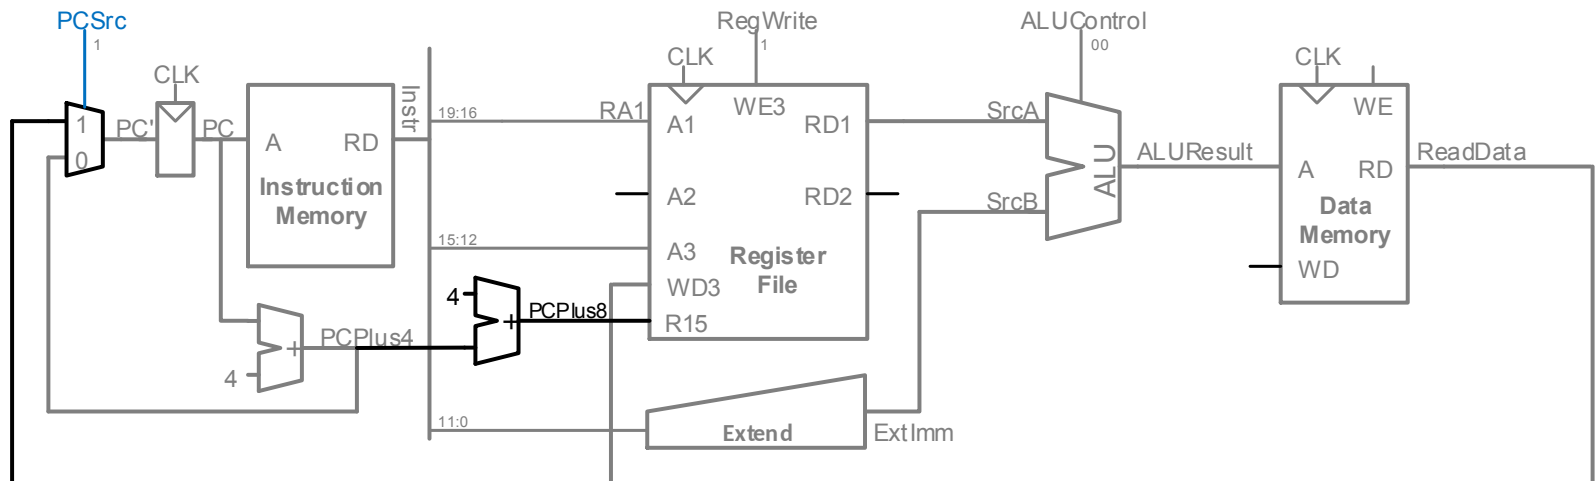 PCSrc
1
RegWrite
1
ALUControl
00
CLK
CLK
CLK
Instr
1
0
PC'
PC
A
RD
Instruction
Memory
19:16
RA1
A1
WE3
RD1
SrcA
ALU
ALUResult
A
RD
WE
ReadData
A2
RD2
SrcB
Data
Memory
15:12
A3
Register
File
WD3
WD
4
+
PCPlus8
R15
PCPlus4
+
4
11:0
Extend
ExtImm